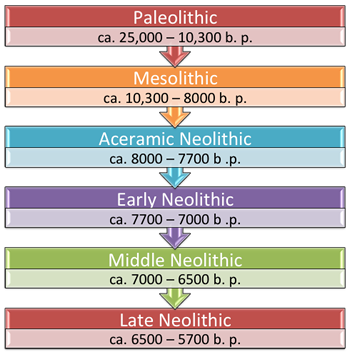 Paleolithic
ca. 25,000 – 10,300 b. p.
Mesolithic
ca. 10,300 – 8000 b. p.
Aceramic Neolithic
ca. 8000 – 7700 b .p.
Early Neolithic
ca. 7700 – 7000 b .p.
Middle Neolithic
ca. 7000 – 6500 b. p.
Late Neolithic
ca. 6500 – 5700 b. p.